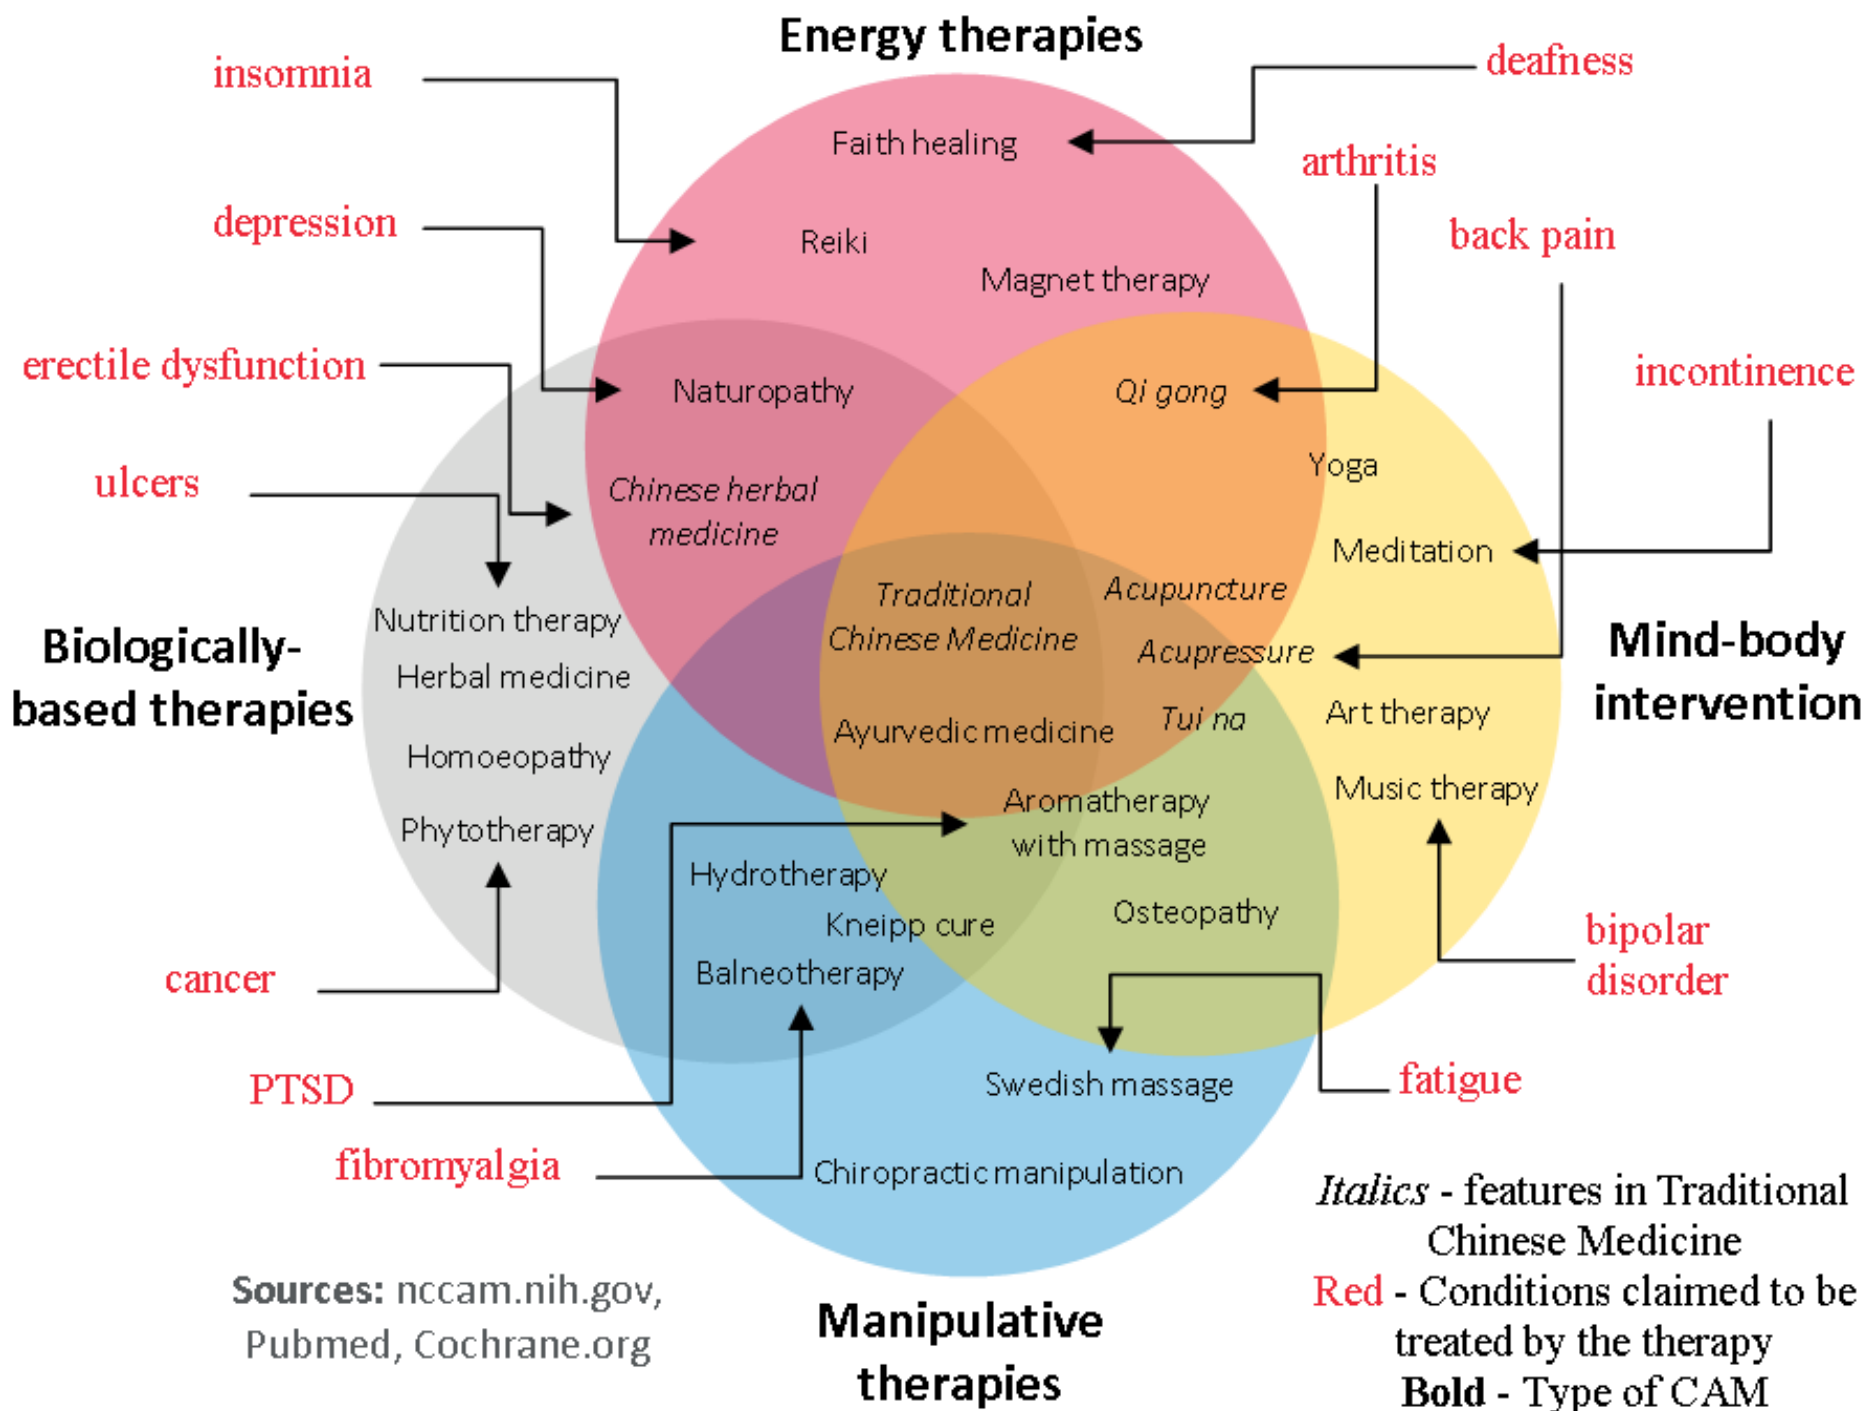 Energy therapies
insomnia
deafness
Faith healing
arthritis
depression
Reiki
back pain
Magnet therapy
erectile dysfunction
Naturopathy
Qi gong
incontinence
ulcers
Chinese herbal
medicine
Yoga
Meditation
Nutrition therapy
Traditional
Chinese Medicine
Acupuncture
Biologically-
based therapies
Herbal medicine
Acupressure
Mind-body
intervention
Homoeopathy
Ayurvedic medicine
Tui na
Art therapy
Phytotherapy
Aromatherapy
with massage
Music therapy
Hydrotherapy
Kneipp cure
Osteopathy
Balneotherapy
cancer
bipolar
disorder
PTSD
Swedish massage
fatigue
fibromyalgia
Chiropractic manipulation
Sources: nccam.nih.gov,
Pubmed, Cochrane.org
Manipulative
therapies
Italics - features in Traditional
Chinese Medicine
Red - Conditions claimed to be
treated by the therapy
Bold - Type of CAM